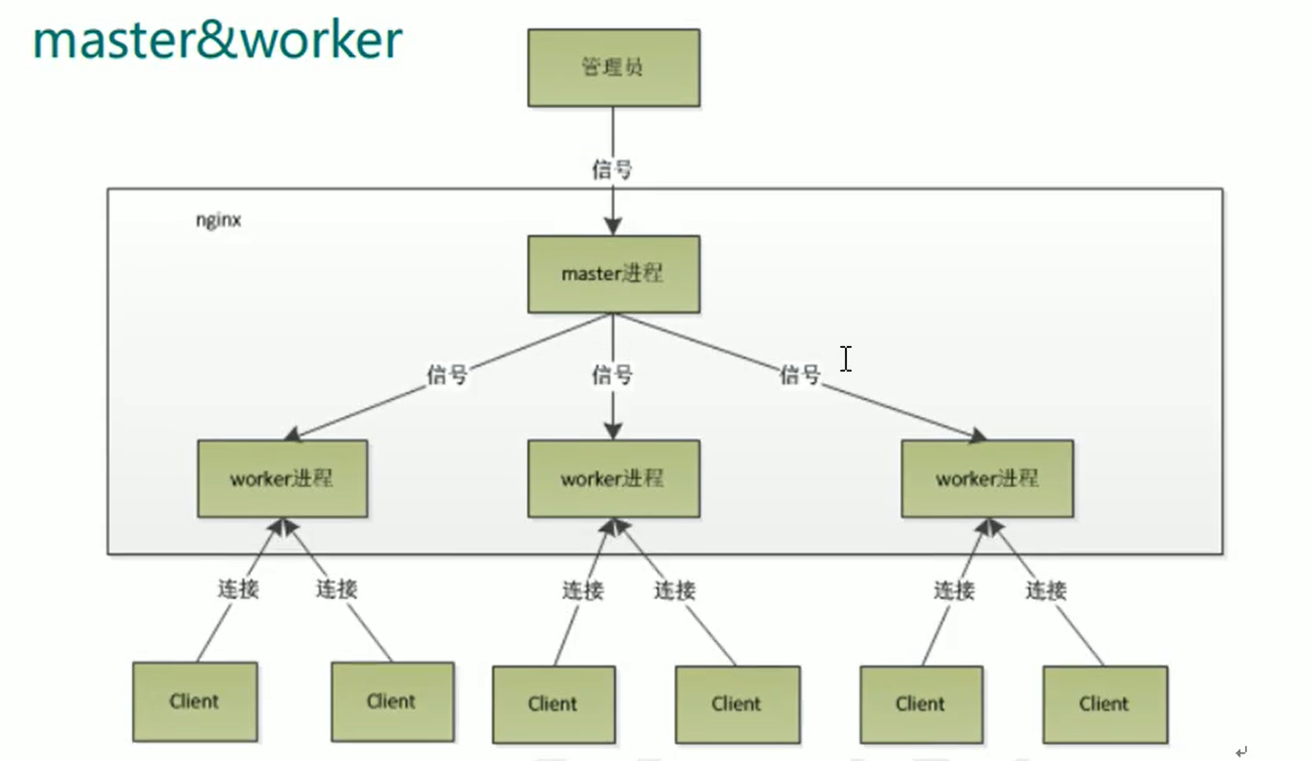 master&worker
管理员
信号
nginx
master进程
信号 信号 信号
worker进程 worker进程 worker进程
连接 连接 连接 连接 连接 连接
Client Client Client Client Client Client